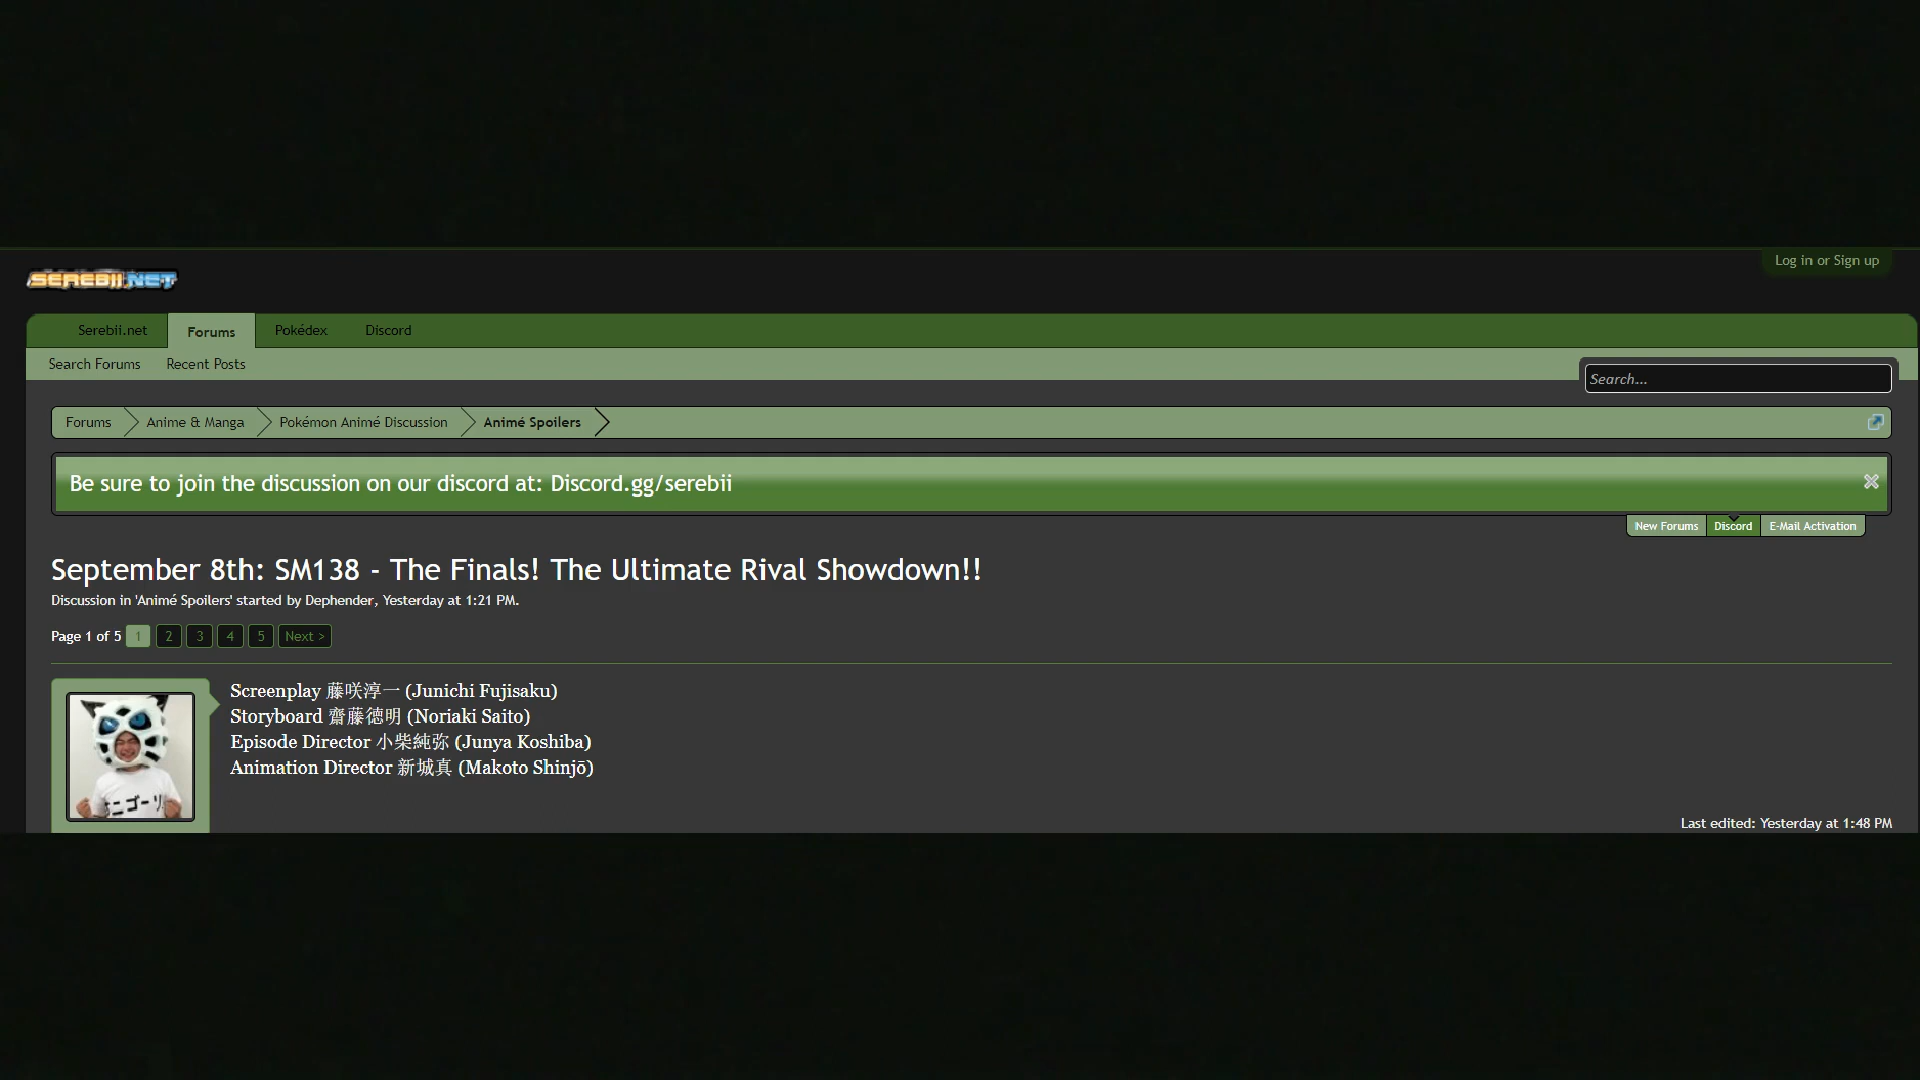 Log in or Sign up
SEREBII.NET
Serebii.net Forums Pokédex Discord
Search Forums Recent Posts
Search...
Forums Anime & Manga Pokémon Animé Discussion Animé Spoilers
Be sure to join the discussion on our discord at: Discord.gg/serebii
New Forums Discord E-Mail Activation
September 8th: SM138 - The Finals! The Ultimate Rival Showdown!!
Discussion in 'Animé Spoilers' started by Dephender, Yesterday at 1:21 PM.
Page 1 of 5 1 2 3 4 5 Next >
Screenplay 藤咲淳一 (Junichi Fujisaku)
Storyboard 齋藤徳明 (Noriaki Saito)
Episode Director 小柴純弥 (Junya Koshiba)
Animation Director 新城真 (Makoto Shinjō)
Last edited: Yesterday at 1:48 PM